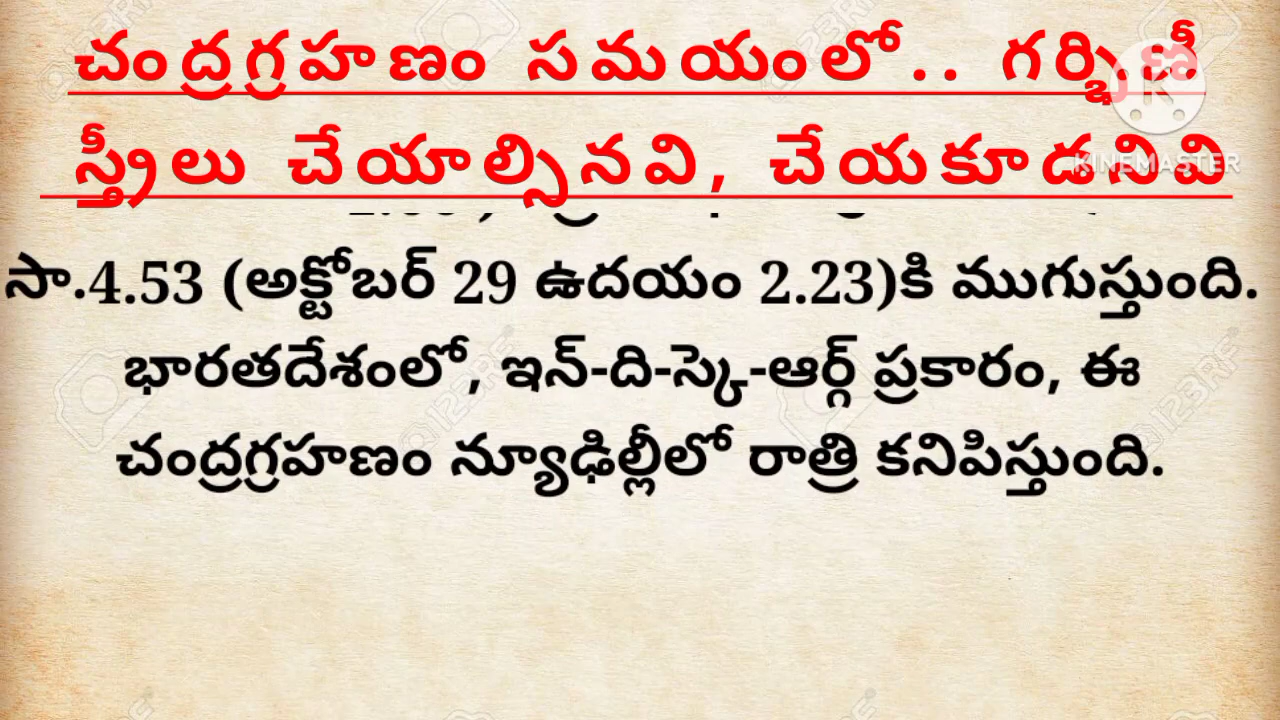 చంద్రగ్రహణం సమయంలో.. గర్భిణీ
స్త్రీలు చేయాల్సినవి, చేయకూడనివి
KINEMASTER
సా.4.53 (అక్టోబర్ 29 ఉదయం 2.23)కి ముగుస్తుంది.
భారతదేశంలో, ఇన్-ది-స్కై-ఆర్గ్ ప్రకారం, ఈ
చంద్రగ్రహణం న్యూఢిల్లీలో రాత్రి కనిపిస్తుంది.